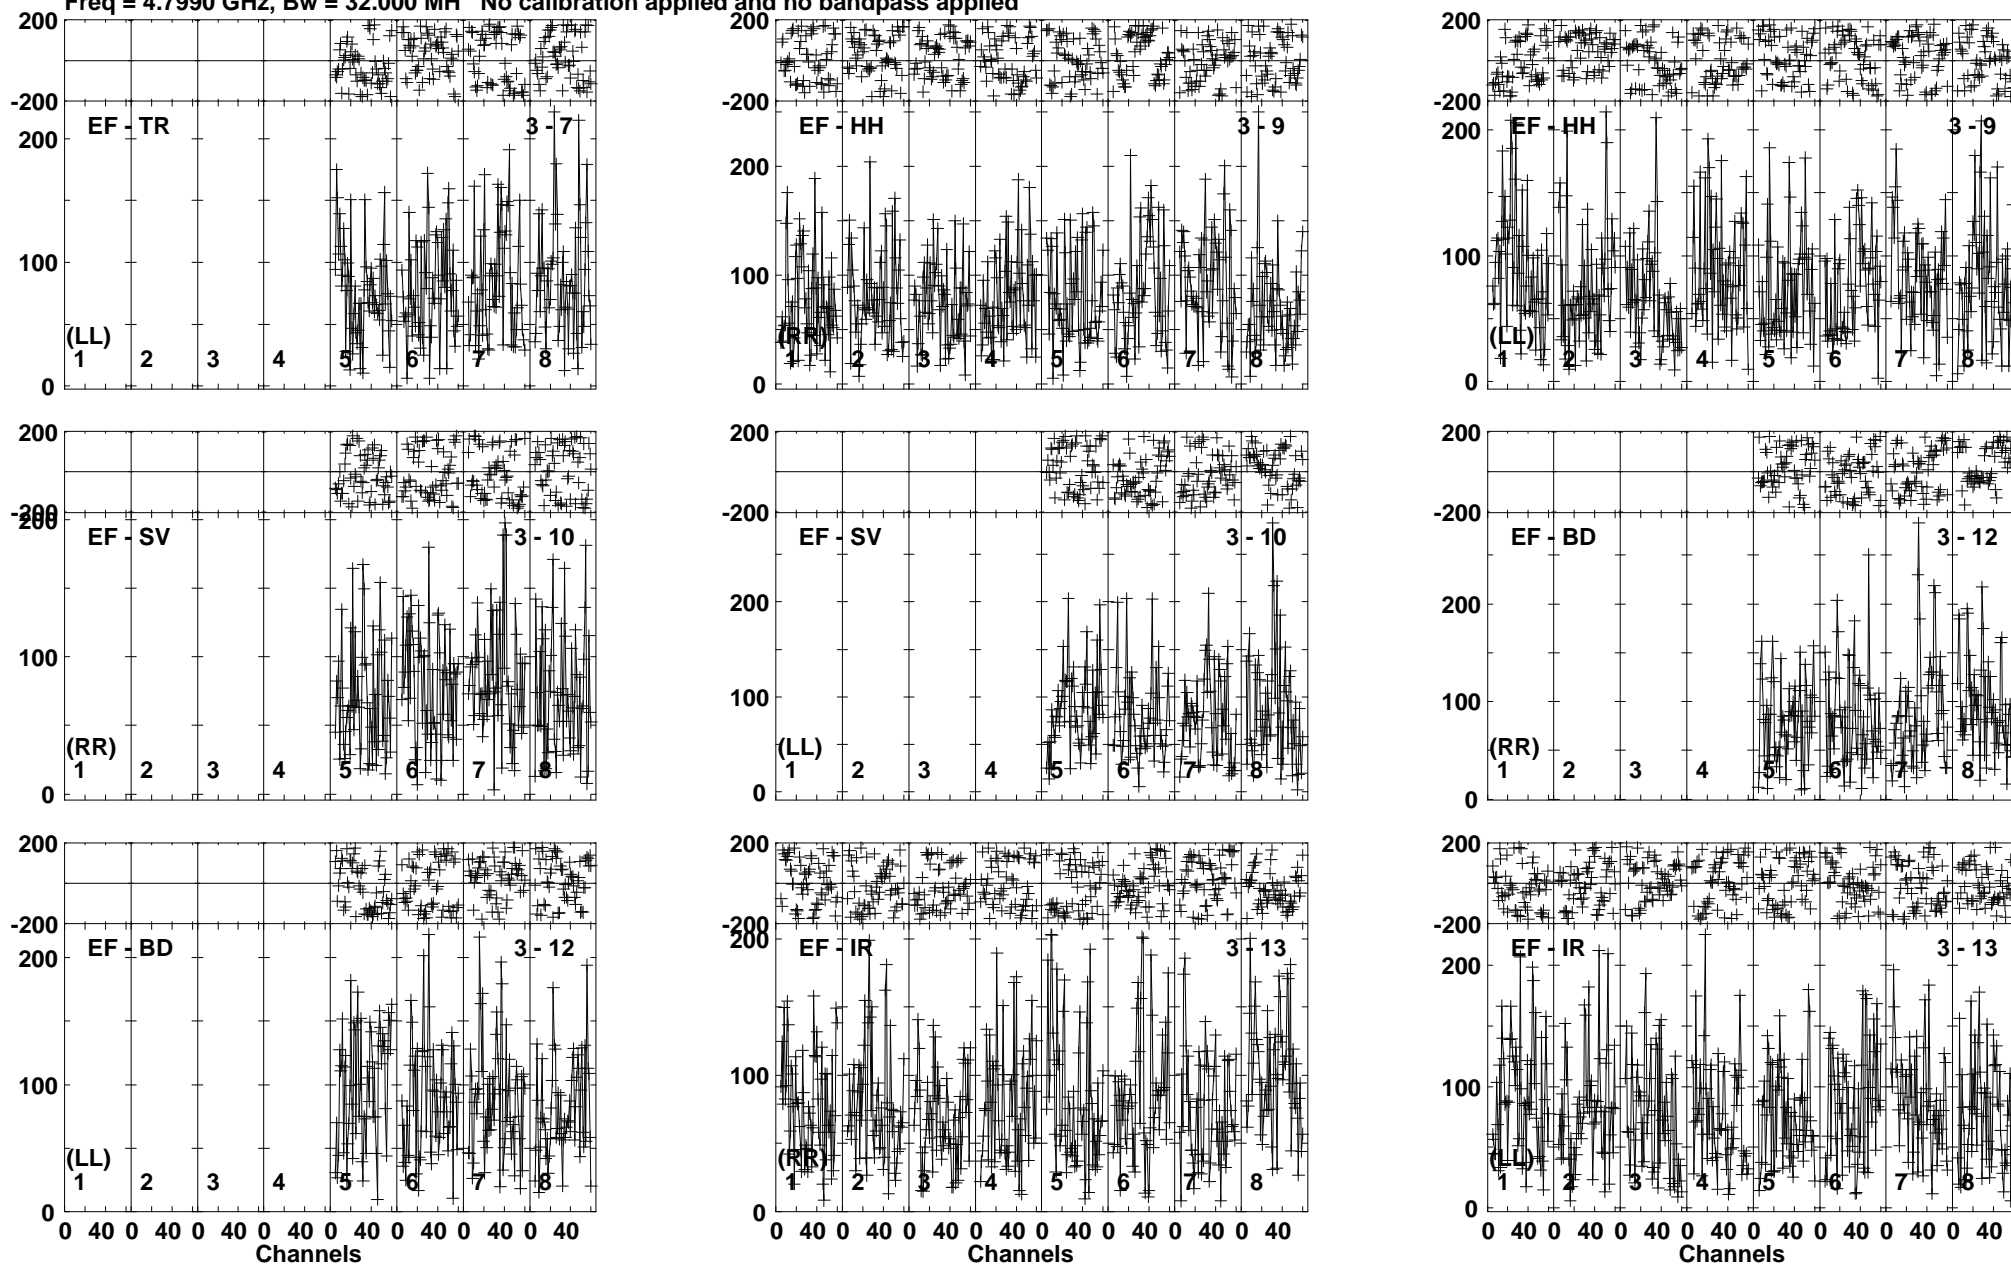 Freq = 4.7990 GHz, Bw = 32.000 MH No calibration applied and no bandpass applied
200 200 200
-200 -200 -200
EF - TR 3 - 7 EF - HH 3 - 9 EF - HH 3 - 9
200 200 200
100 100 100
(LL) (RR) (LL)
1 2 3 4 5 6 7 8 1 2 3 4 5 6 7 8 1 2 3 4 5 6 7 8
0 0 0
200 200 200
-200 -200 -200
200
EF - SV 3 - 10 EF - SV 3 - 10 EF - BD 3 - 12
200 200
100 100 100
(RR) (LL) (RR)
1 2 3 4 5 6 7 8 1 2 3 4 5 6 7 8 1 2 3 4 5 6 7 8
0 0 0
200 200 200
-200 -200 -200
EF - BD 3 - 12 EF - IR 3 - 13 EF - IR 3 - 13
200 200 200
100 100 100
(LL) (RR) (LL)
1 2 3 4 5 6 7 8 1 2 3 4 5 6 7 8 1 2 3 4 5 6 7 8
0 0 0
0 40 0 40 0 40 0 40 0 40 0 40 0 40 0 40 0 40 0 40 0 40 0 40 0 40 0 40 0 40 0 40 0 40 0 40 0 40 0 40 0 40 0 40 0 40 0 40
Channels Channels Channels